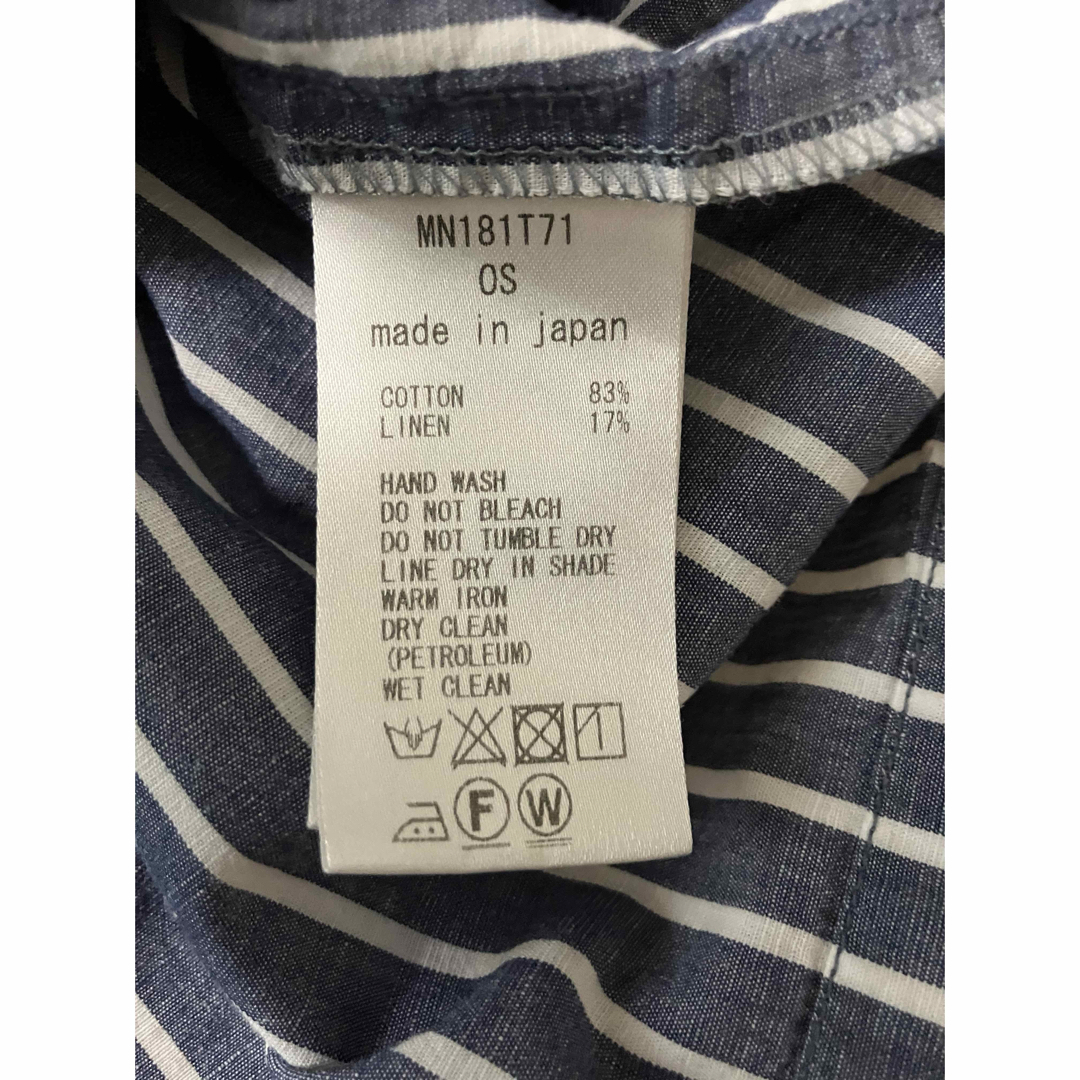 MN181T71
OS
made in japan
COTTON 83%
LINEN 17%
HAND WASH
DO NOT BLEACH
DO NOT TUMBLE DRY
LINE DRY IN SHADE
WARM IRON
DRY CLEAN
(PETROLEUM)
WET CLEAN
F W